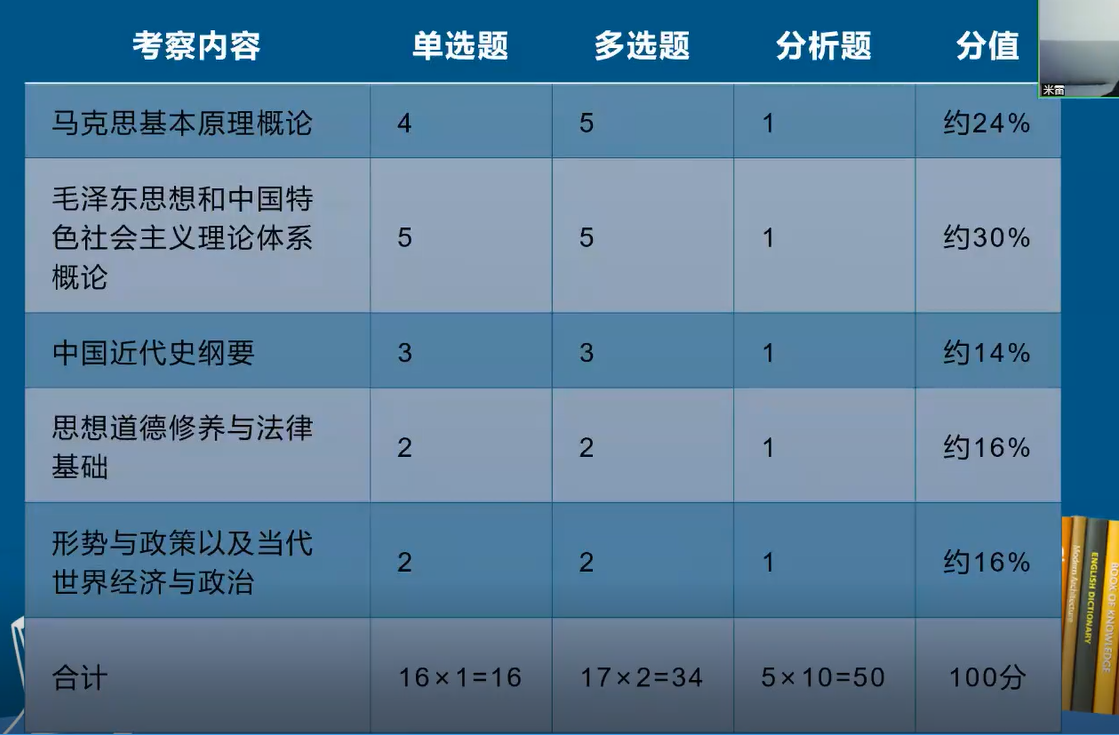 考察内容 单选题 多选题 分析题 分值
米雷
马克思基本原理概论 4 5 1 约24%
毛泽东思想和中国特
色社会主义理论体系 5 5 1 约30%
概论
中国近代史纲要 3 3 1 约14%
思想道德修养与法律
基础 2 2 1 约16%
形势与政策以及当代
世界经济与政治 2 2 1 约16%
合计 16×1=16 17×2=34 5×10=50 100分
Modern Architecture
ENGLISH DICTIONARY
BOOK OF KNOWLEDGE